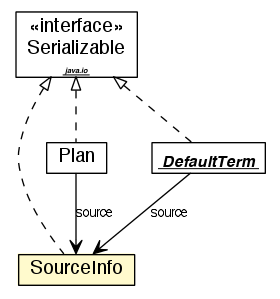 «interface»
Serializable
java.io
Plan
DefaultTerm
source
source
SourceInfo